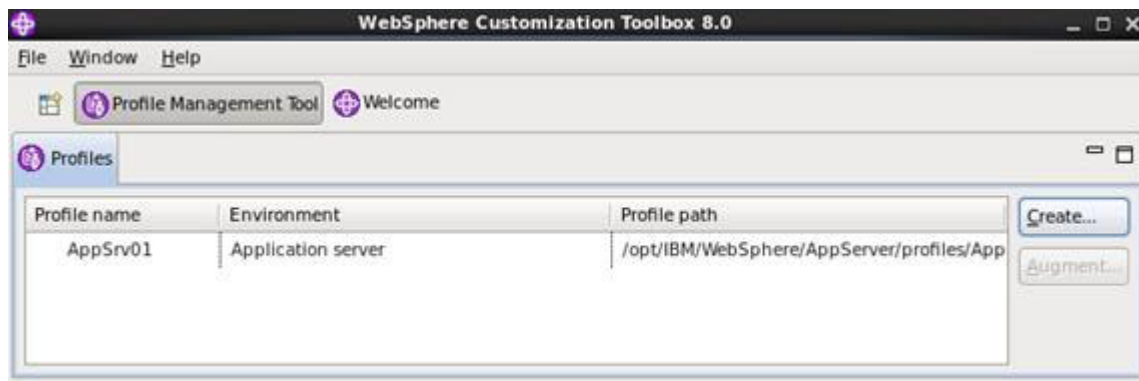 WebSphere Customization Toolbox 8.0
File Window Help
Profile Management Tool Welcome
Profiles
Profile name Environment Profile path Create...
AppSrv01 Application server /opt/IBM/WebSphere/AppServer/profiles/App
Augment...